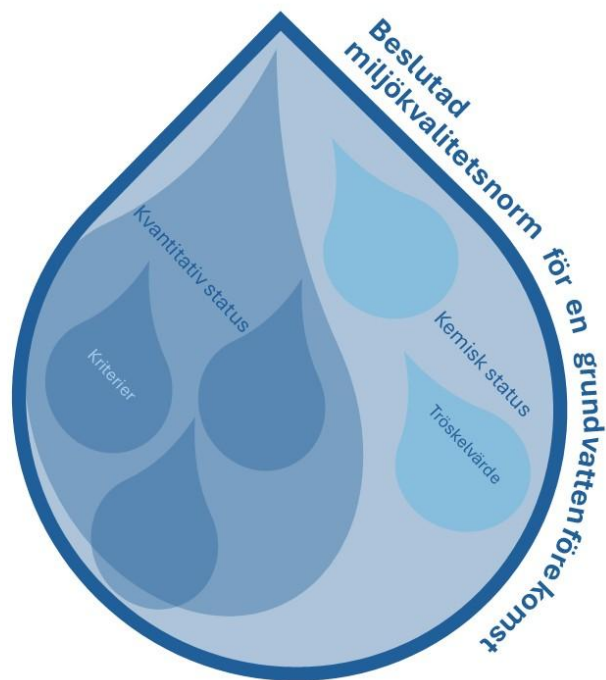 Beslutad
miljökvalitetsnorm för en grundvattenförekomst
Kvantitativ status
Kriterier
Kemisk status
Tröskelvärde